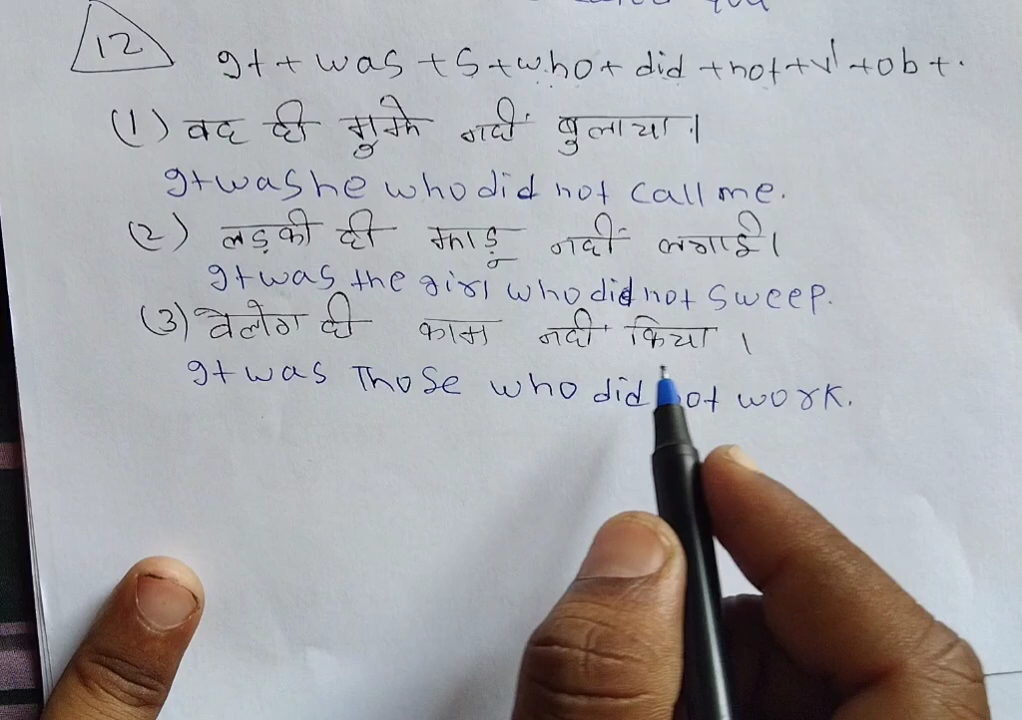 12
It + was + S + who + did + not + v¹ + ob + .
(1) वह ही मुझे नहीं बुलाया।
It was he who did not call me.
(2) लड़की ही झाडू नहीं लगाई।
It was the girl who did not sweep.
(3) वेलोग ही काम नहीं किया ।
It was Those who did not work.